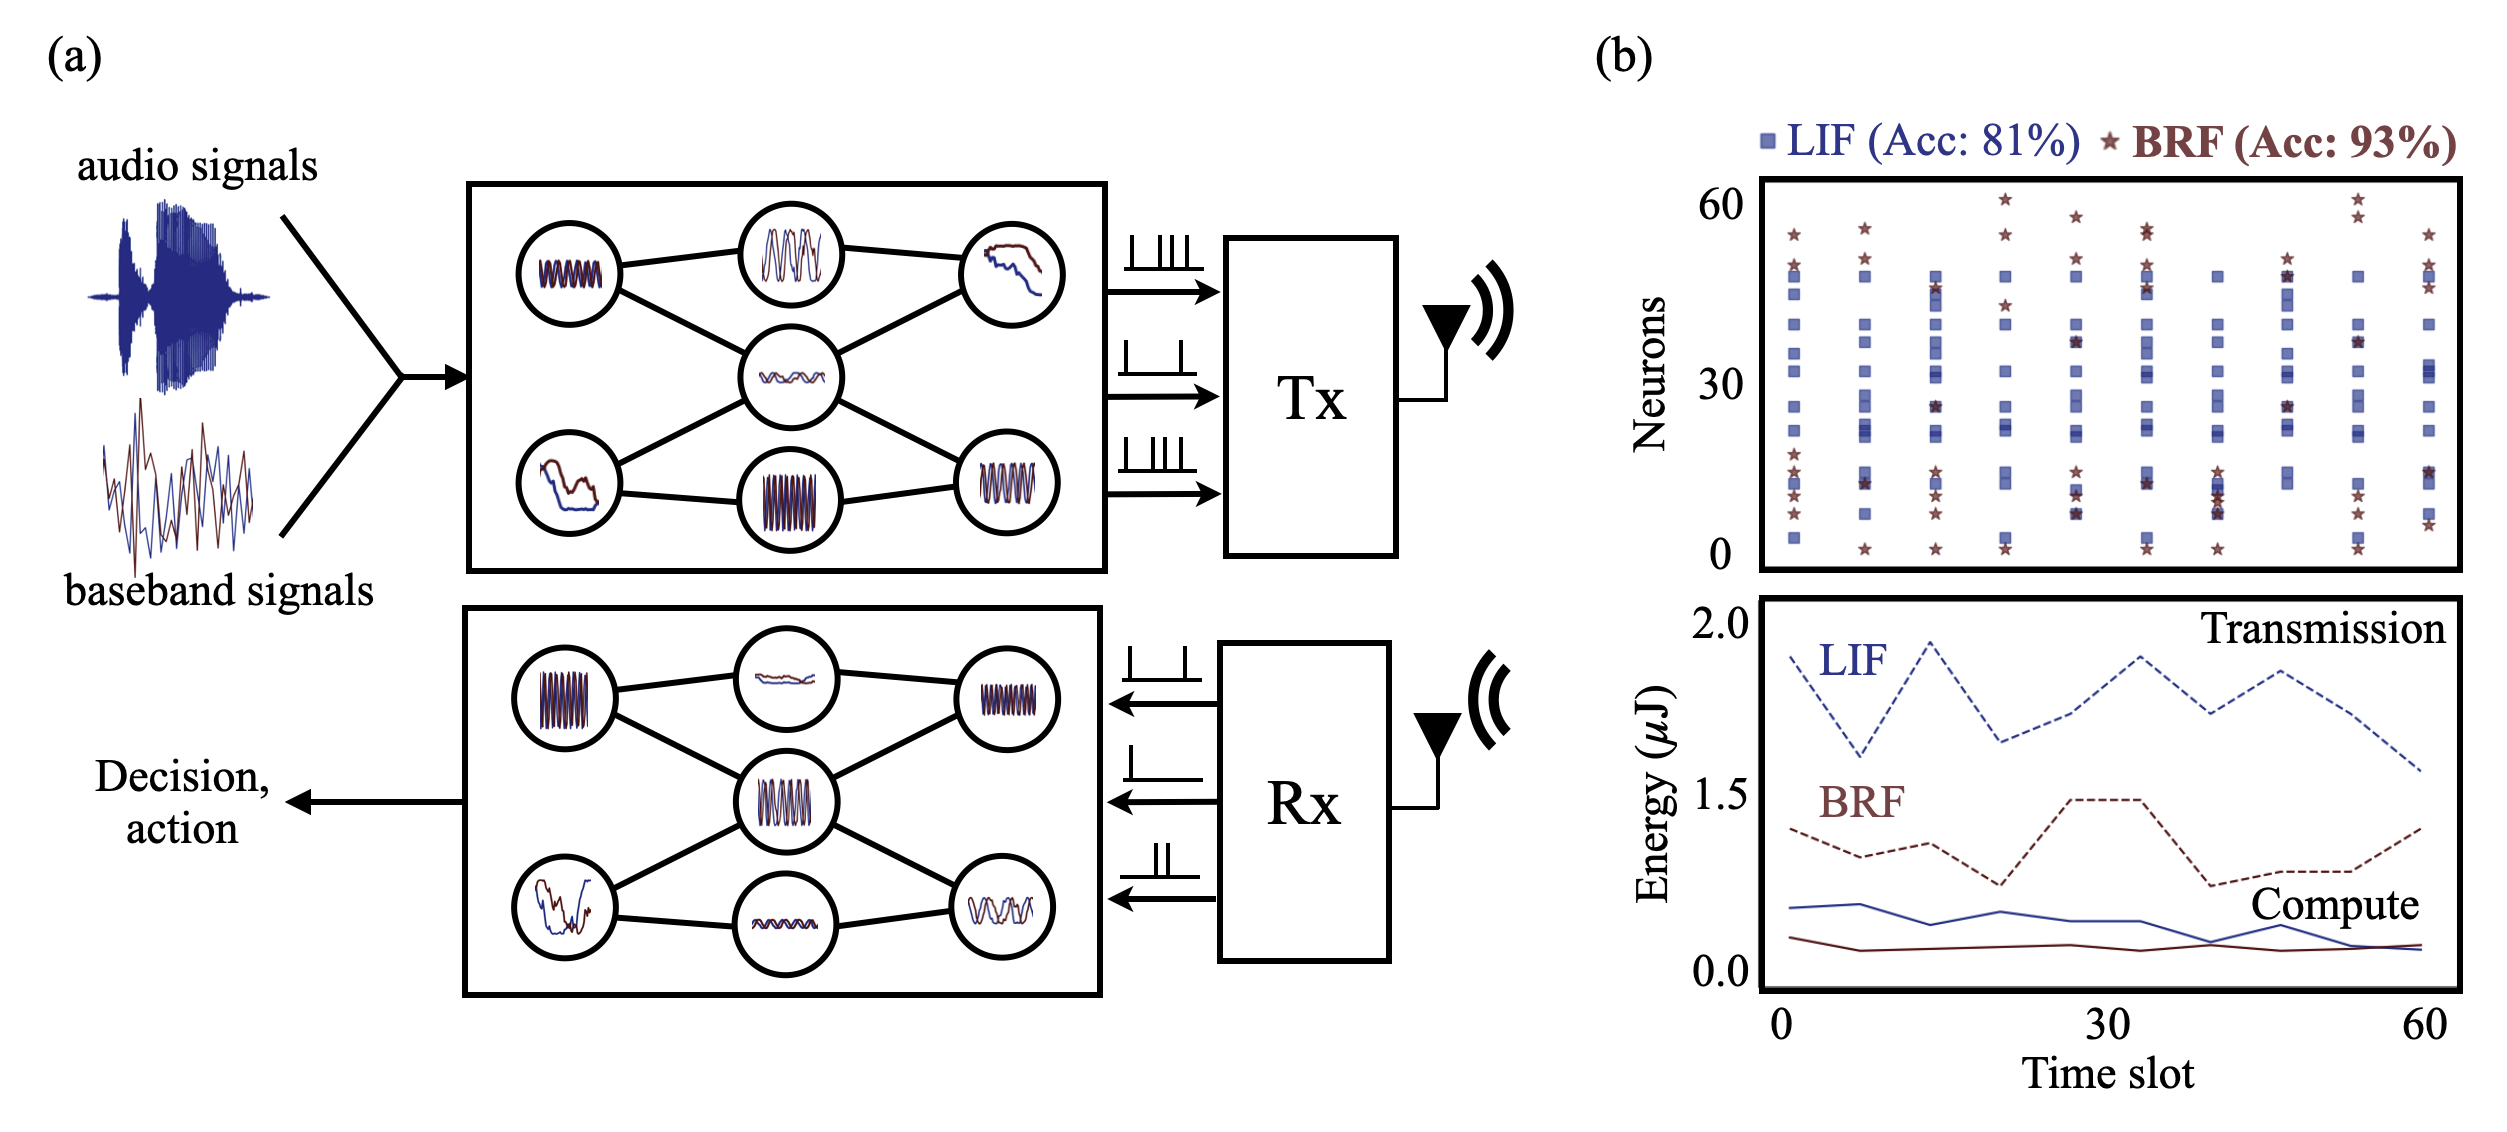 (a)
audio signals
baseband signals
Tx
Decision,
action
Rx
(b)
LIF (Acc: 81%) BRF (Acc: 93%)
60
30
0
Neurons
2.0
1.5
0.0
Energy (μJ)
Transmission
LIF
BRF
Compute
0 30 60
Time slot